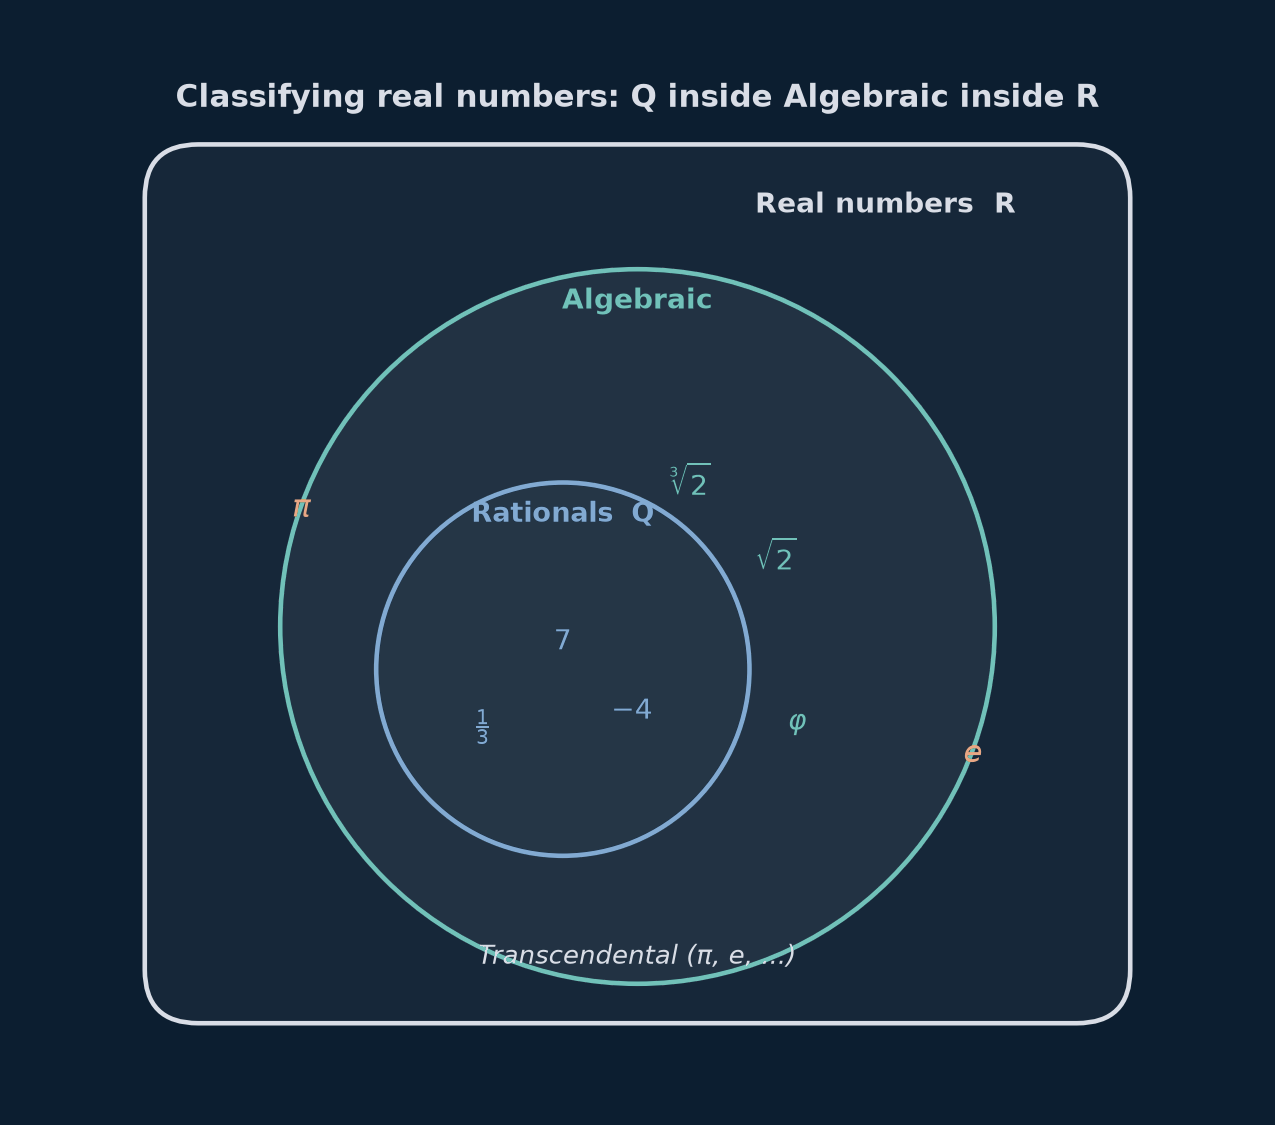 Classifying real numbers: Q inside Algebraic inside R
Real numbers R
Algebraic
∛2
π
Rationals Q
√2
7
−4
1/3
φ
e
Transcendental (π, e, ...)